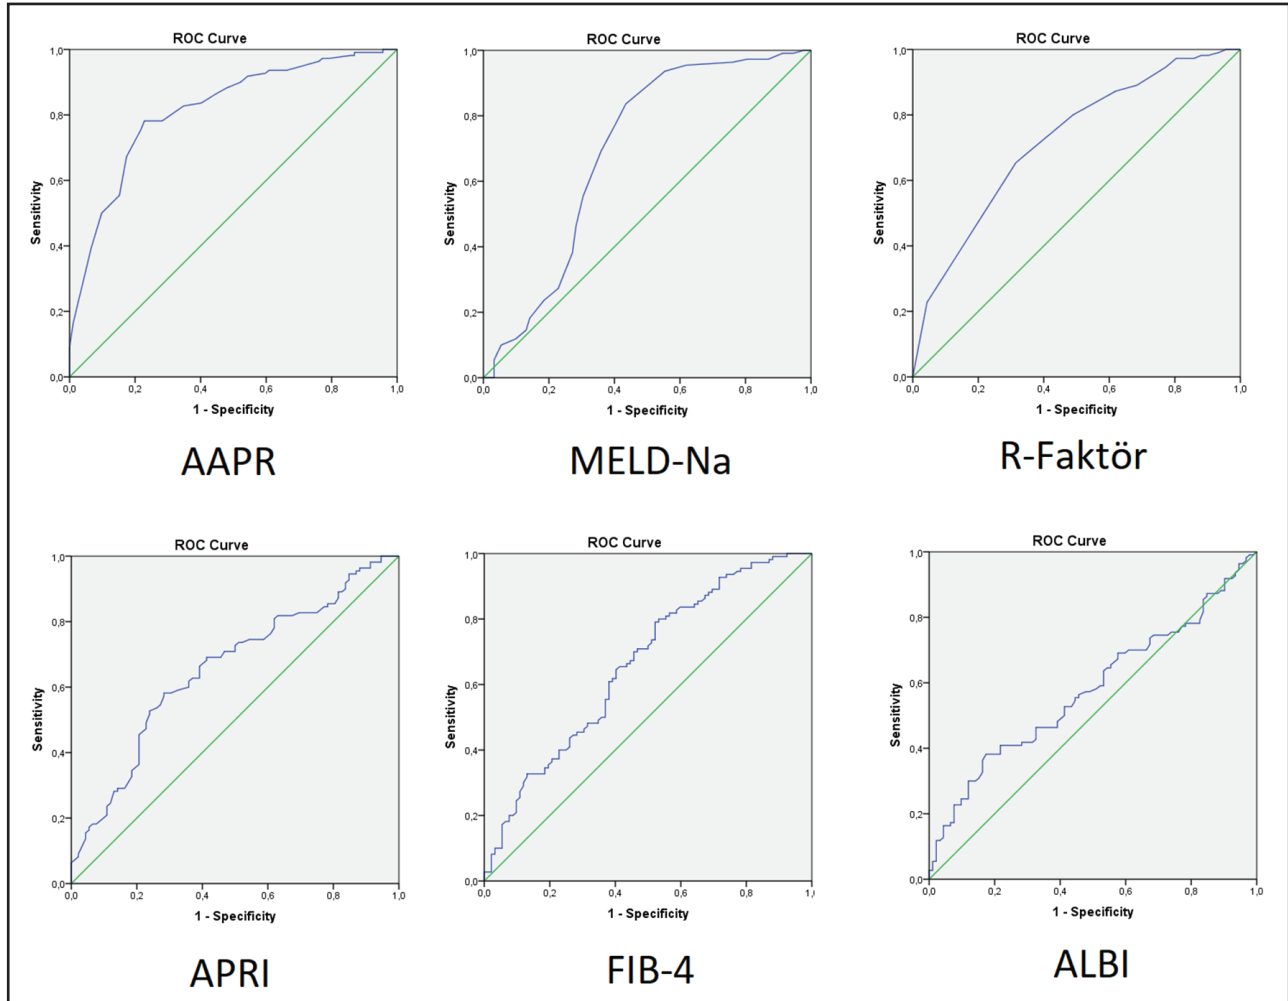 ROC Curve
1,0
0,8
0,6
0,4
0,2
0,0
Sensitivity
0,0 0,2 0,4 0,6 0,8 1,0
1 - Specificity
AAPR
ROC Curve
1,0
0,8
0,6
0,4
0,2
0,0
Sensitivity
0,0 0,2 0,4 0,6 0,8 1,0
1 - Specificity
MELD-Na
ROC Curve
1,0
0,8
0,6
0,4
0,2
0,0
Sensitivity
0,0 0,2 0,4 0,6 0,8 1,0
1 - Specificity
R-Faktör
ROC Curve
1,0
0,8
0,6
0,4
0,2
0,0
Sensitivity
0,0 0,2 0,4 0,6 0,8 1,0
1 - Specificity
APRI
ROC Curve
1,0
0,8
0,6
0,4
0,2
0,0
Sensitivity
0,0 0,2 0,4 0,6 0,8
1 - Specificity
FIB-4
ROC Curve
1,0
0,8
0,6
0,4
0,2
0,0
Sensitivity
0,0 0,2 0,4 0,6 0,8 1,0
1 - Specificity
ALBI